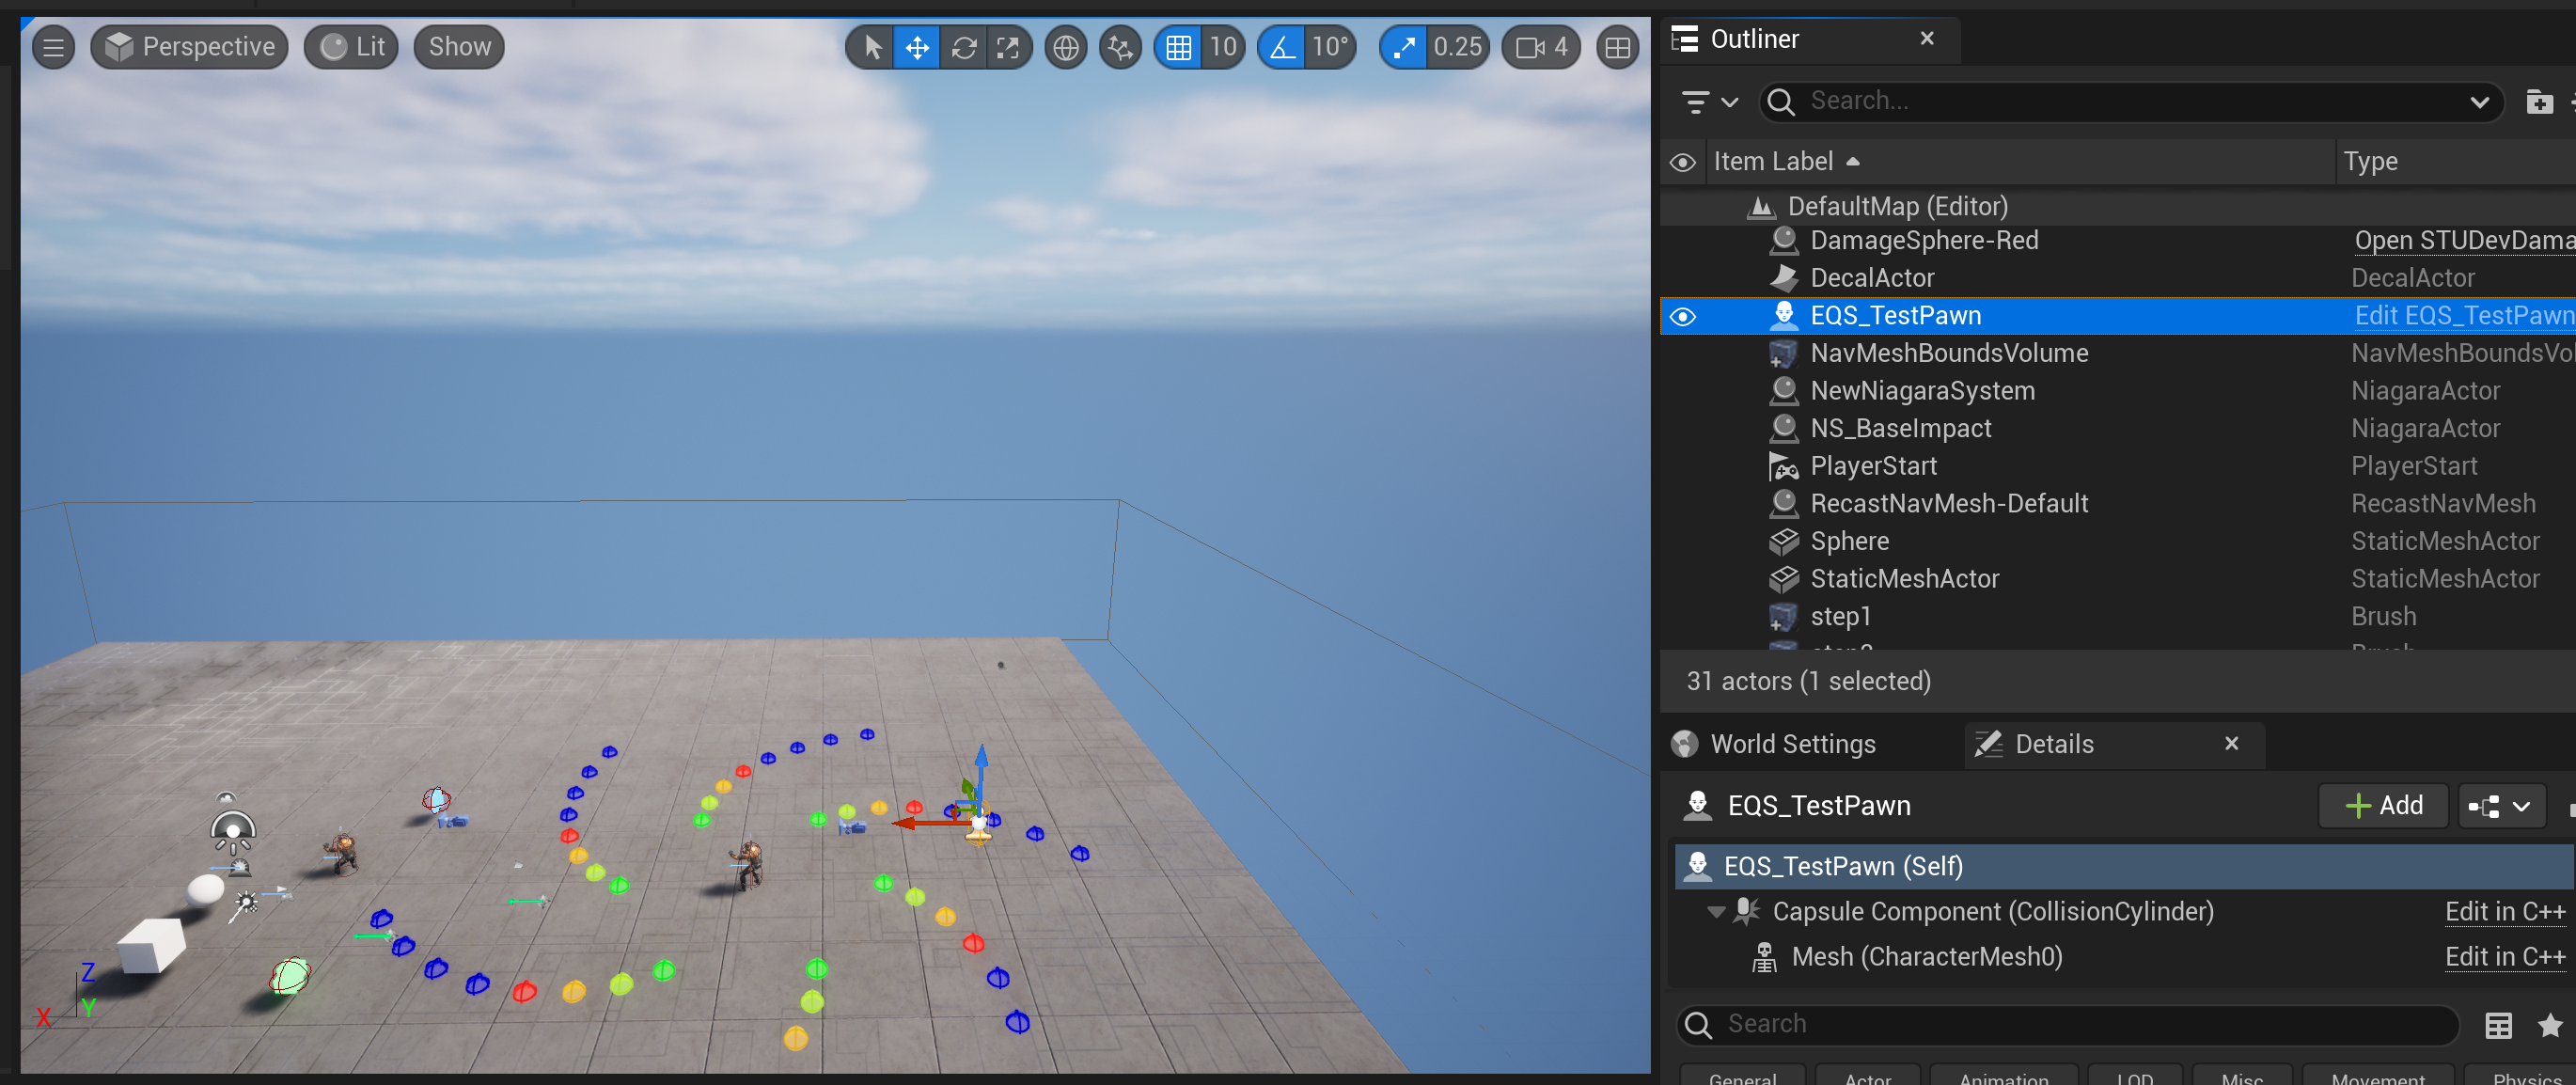 Perspective
Lit
Show
10
10°
0.25
4
Z
Y
X
Outliner
Search...
Item Label
Type
DefaultMap (Editor)
DamageSphere-Red
Open STUDevDama
DecalActor
DecalActor
EQS_TestPawn
Edit EQS_TestPawn
NavMeshBoundsVolume
NavMeshBoundsVol
NewNiagaraSystem
NiagaraActor
NS_BaseImpact
NiagaraActor
PlayerStart
PlayerStart
RecastNavMesh-Default
RecastNavMesh
Sphere
StaticMeshActor
StaticMeshActor
StaticMeshActor
step1
Brush
31 actors (1 selected)
World Settings
Details
EQS_TestPawn
Add
EQS_TestPawn (Self)
Capsule Component (CollisionCylinder)
Edit in C++
Mesh (CharacterMesh0)
Edit in C++
Search
General
Actor
Animation
LOD
Misc
Movement
Physics